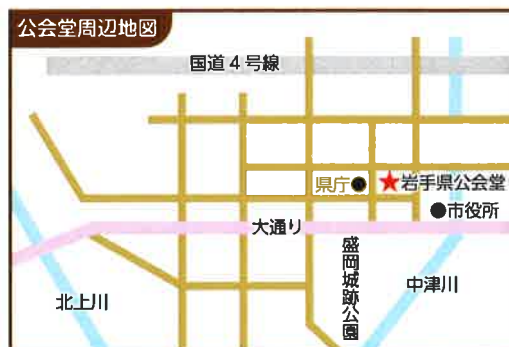 公会堂周辺地図
国道4号線
県庁●
★岩手県公会堂
●市役所
大通り
盛岡城跡公園
中津川
北上川